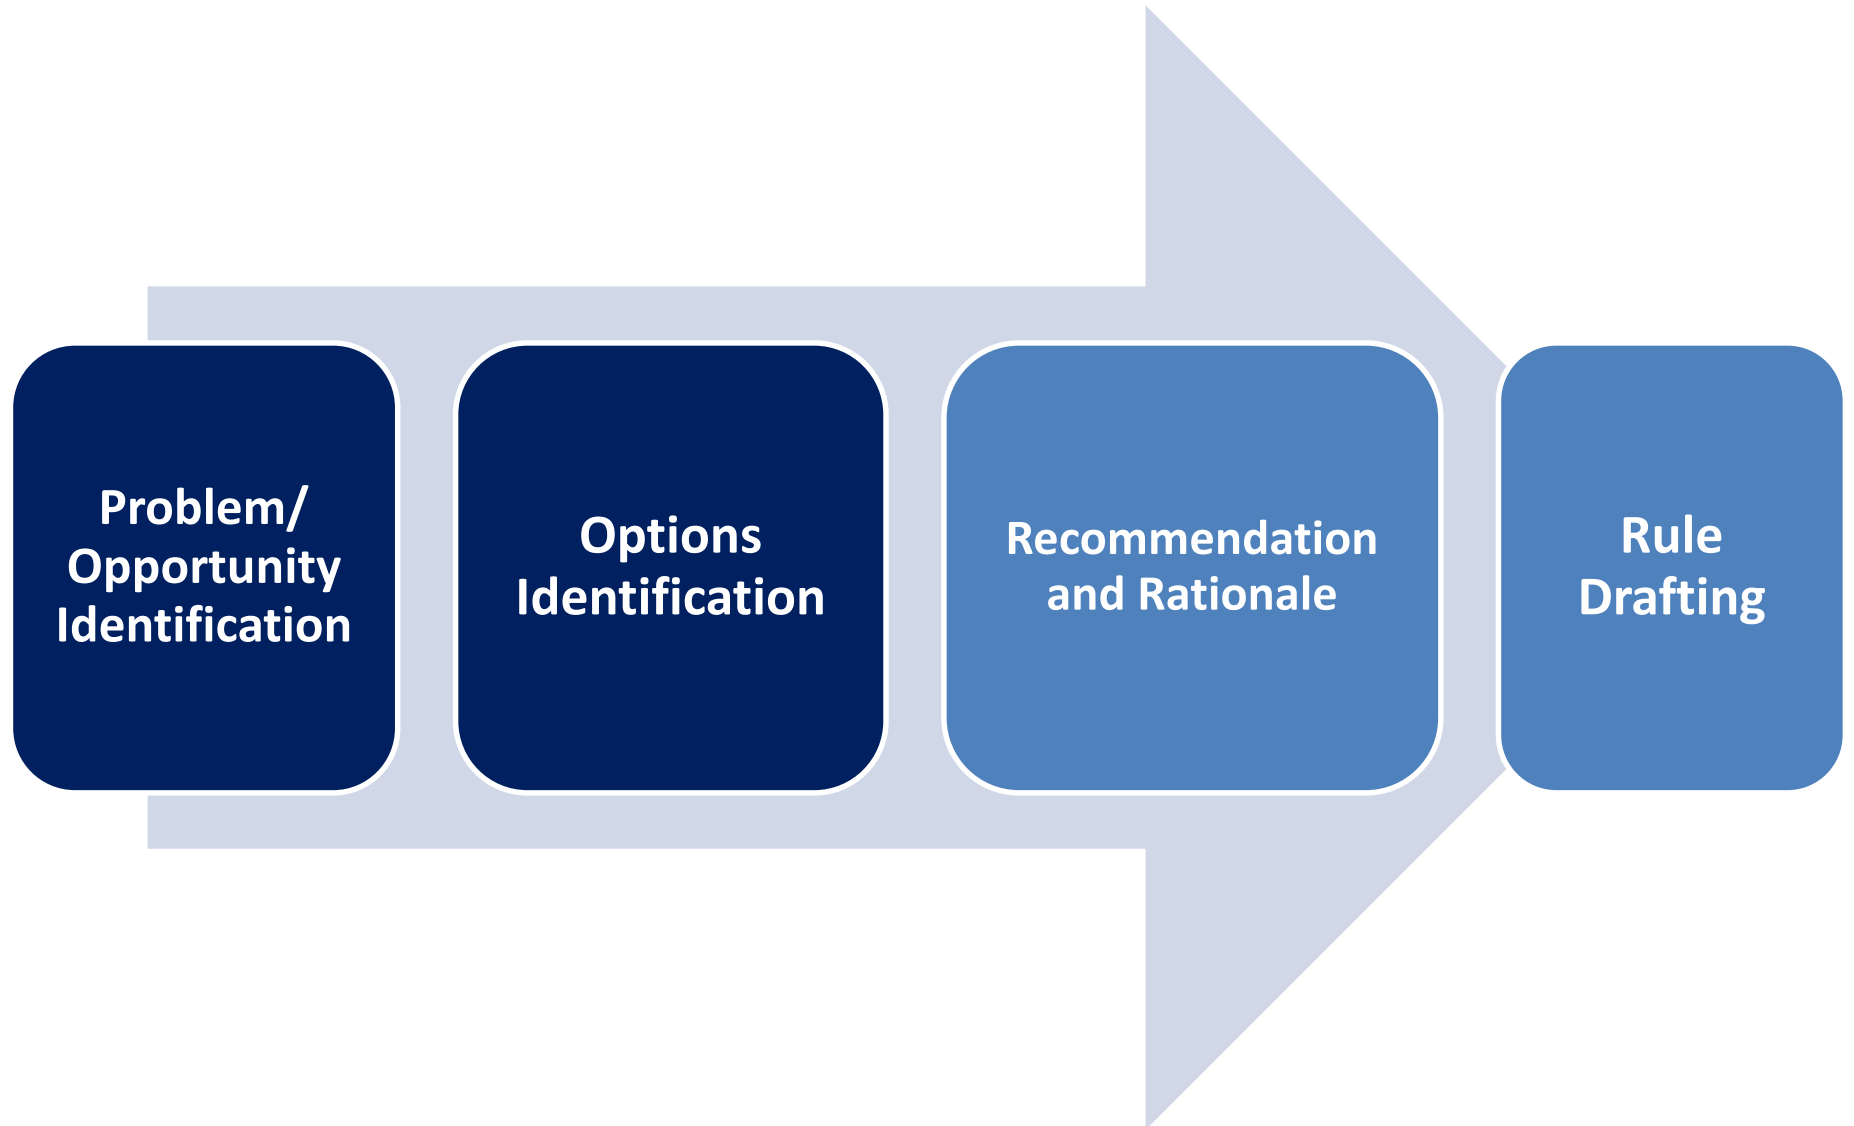 Problem/
Opportunity
Identification
Options
Identification
Recommendation
and Rationale
Rule
Drafting